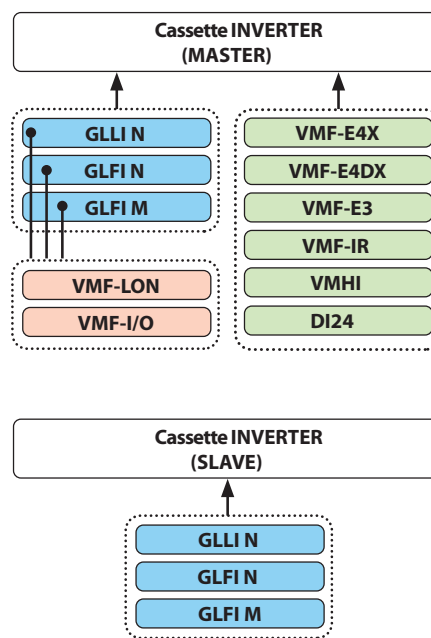 Cassette INVERTER
(MASTER)
GLLI N
GLFI N
GLFI M
VMF-LON
VMF-I/O
VMF-E4X
VMF-E4DX
VMF-E3
VMF-IR
VMHI
DI24
Cassette INVERTER
(SLAVE)
GLLI N
GLFI N
GLFI M